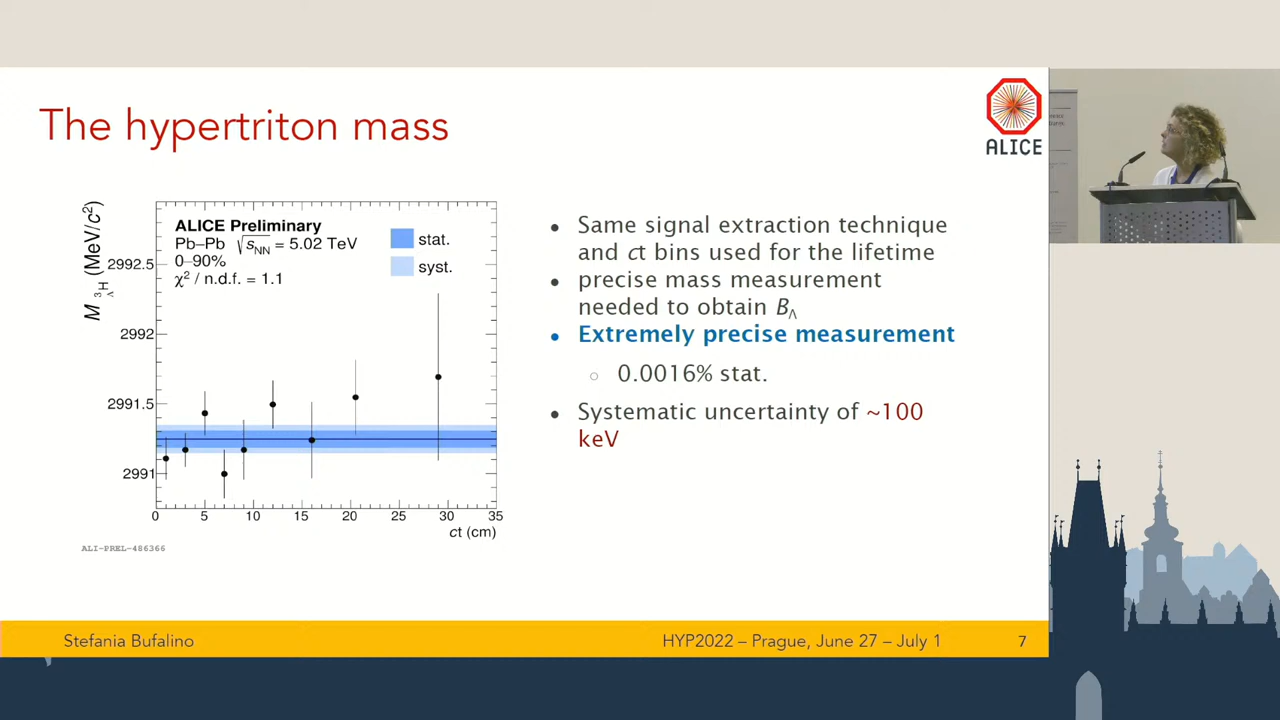 The hypertriton mass
ALICE
M ³ΛH (MeV/c²)
ALICE Preliminary
Pb–Pb √sNN = 5.02 TeV
0–90%
χ² / n.d.f. = 1.1
stat.
syst.
2992.5
2992
2991.5
2991
0 5 10 15 20 25 30 35
ct (cm)
ALI-PREL-486366
• Same signal extraction technique
and ct bins used for the lifetime
• precise mass measurement
needed to obtain BΛ
• Extremely precise measurement
○ 0.0016% stat.
• Systematic uncertainty of ~100
keV
Stefania Bufalino
HYP2022 – Prague, June 27 – July 1
7